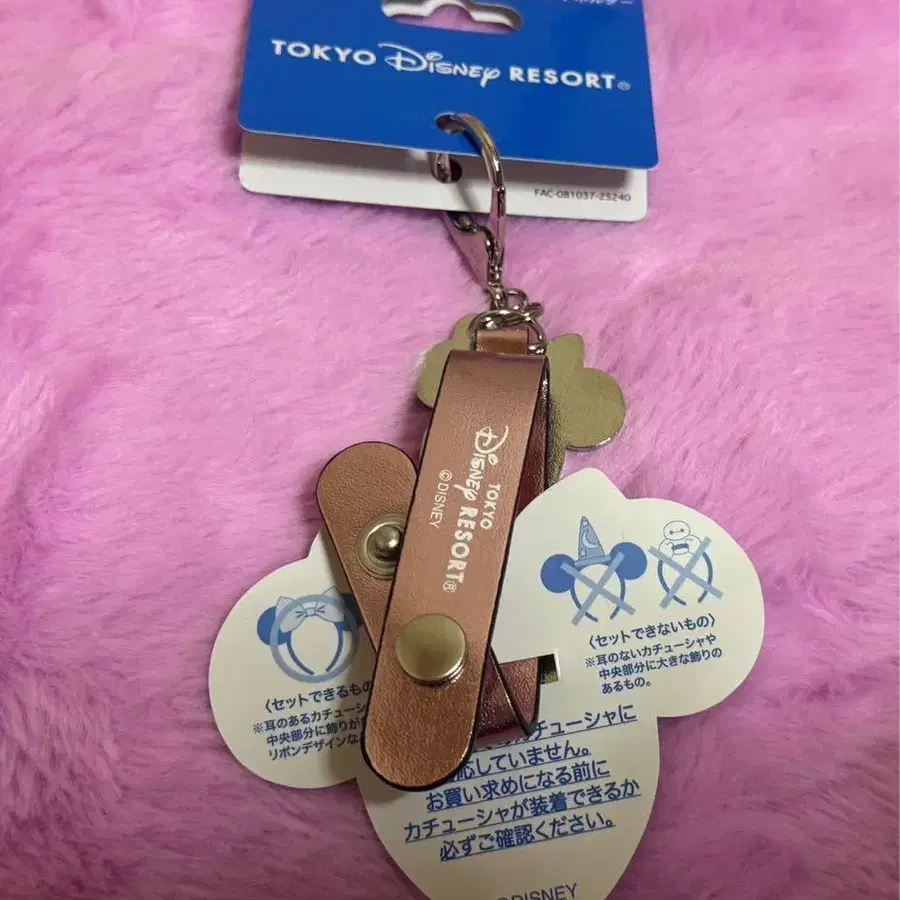 ホルダー
TOKYO Disney RESORT®
FAC-081037-25240
TOKYO
Disney RESORT®
©DISNEY
〈セットできるもの
※耳のあるカチューシャ
中央部分に飾りが
リボンデザインな
〈セットできないもの〉
※耳のないカチューシャや
中央部分に大きな飾りの
あるもの。
カチューシャに
応していません。
お買い求めになる前に
カチューシャが装着できるか
必ずご確認ください。
DISNEY